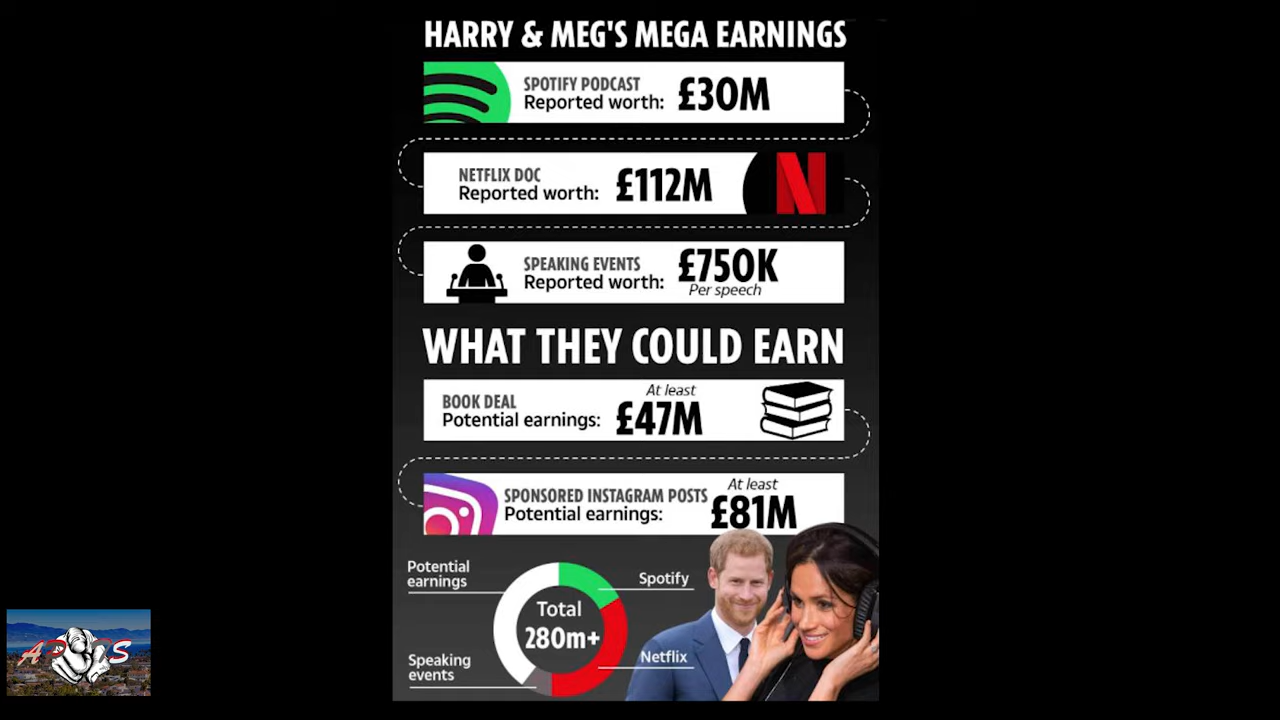 HARRY & MEG'S MEGA EARNINGS
SPOTIFY PODCAST
Reported worth: £30M
NETFLIX DOC
Reported worth: £112M
SPEAKING EVENTS
Reported worth: £750K
Per speech
WHAT THEY COULD EARN
BOOK DEAL
At least
Potential earnings: £47M
SPONSORED INSTAGRAM POSTS
At least
Potential earnings: £81M
Potential
earnings
Spotify
Total
280m+
Speaking
events
Netflix